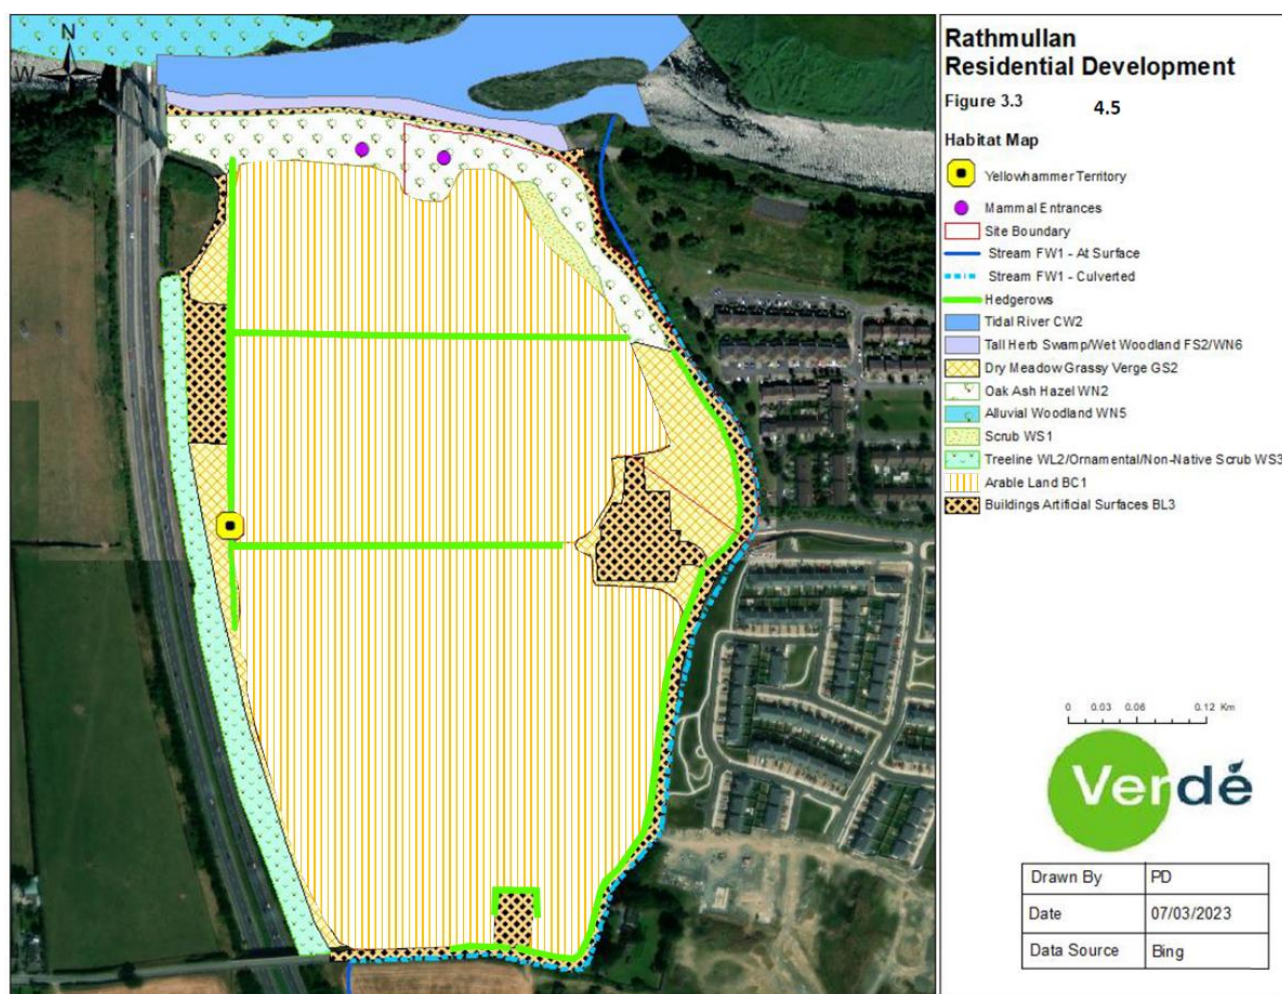 N
W
Rathmullan
Residential Development
Figure 3.3 4.5
Habitat Map
Yellowhammer Territory
Mammal Entrances
Site Boundary
Stream FW1 - At Surface
Stream FW1 - Culverted
Hedgerows
Tidal River CW2
Tall Herb Swamp/Wet Woodland FS2/WN6
Dry Meadow Grassy Verge GS2
Oak Ash Hazel WN2
Alluvial Woodland WN5
Scrub WS1
Treeline WL2/Ornamental/Non-Native Scrub WS3
Arable Land BC1
Buildings Artificial Surfaces BL3
0 0.03 0.06 0.12 Km
Verdé
Drawn By PD
Date 07/03/2023
Data Source Bing